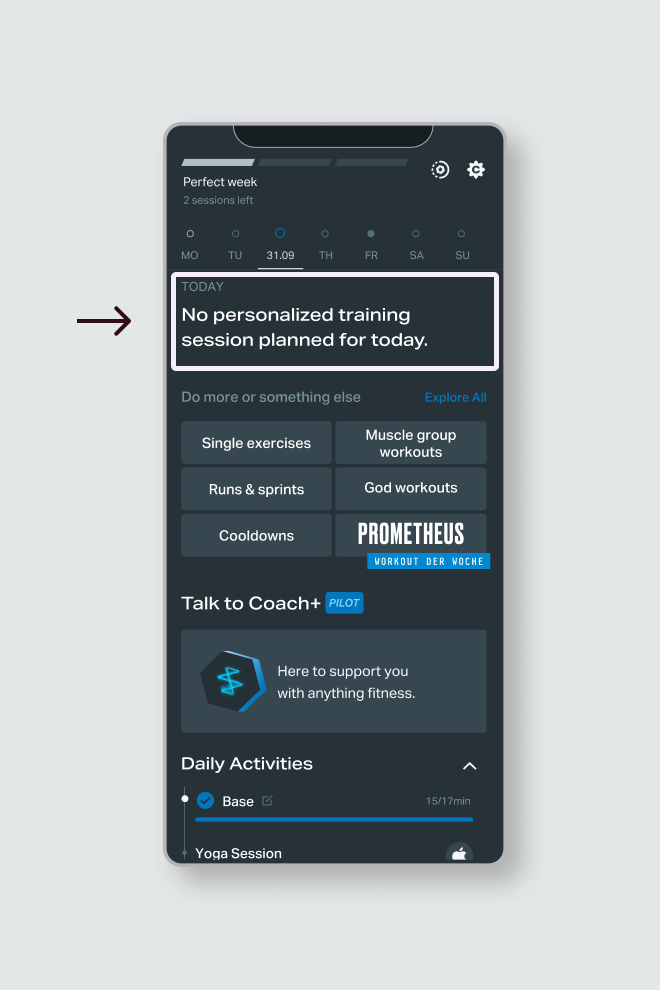 Perfect week
2 sessions left
MO TU 31.09 TH FR SA SU
TODAY
No personalized training
session planned for today.
Do more or something else Explore All
Single exercises
Muscle group
workouts
Runs & sprints
God workouts
Cooldowns
PROMETHEUS
WORKOUT DER WOCHE
Talk to Coach+ PILOT
Here to support you
with anything fitness.
Daily Activities
Base 15/17min
Yoga Session